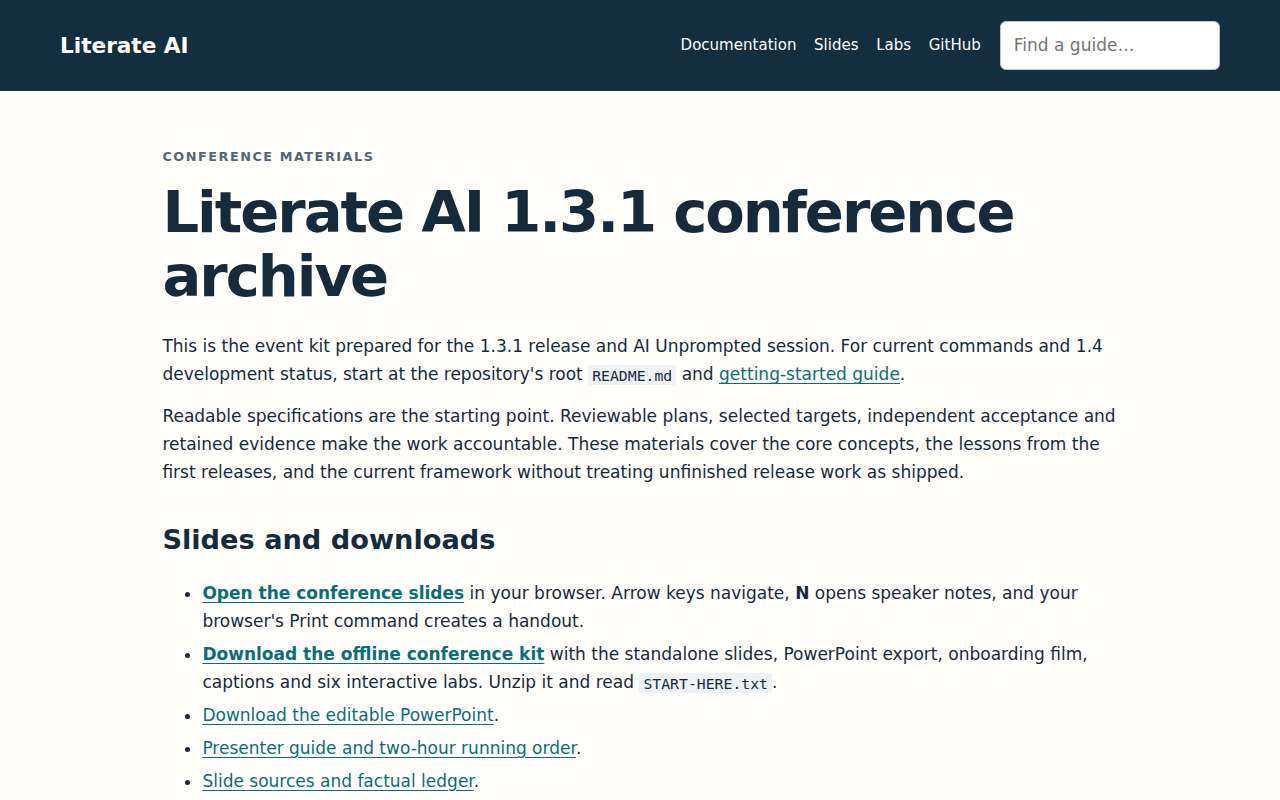 Literate AI
Documentation Slides Labs GitHub Find a guide...
CONFERENCE MATERIALS
Literate AI 1.3.1 conference
archive
This is the event kit prepared for the 1.3.1 release and AI Unprompted session. For current commands and 1.4
development status, start at the repository's root README.md and getting-started guide.
Readable specifications are the starting point. Reviewable plans, selected targets, independent acceptance and
retained evidence make the work accountable. These materials cover the core concepts, the lessons from the
first releases, and the current framework without treating unfinished release work as shipped.
Slides and downloads
• Open the conference slides in your browser. Arrow keys navigate, N opens speaker notes, and your
browser's Print command creates a handout.
• Download the offline conference kit with the standalone slides, PowerPoint export, onboarding film,
captions and six interactive labs. Unzip it and read START-HERE.txt.
• Download the editable PowerPoint.
• Presenter guide and two-hour running order.
• Slide sources and factual ledger.